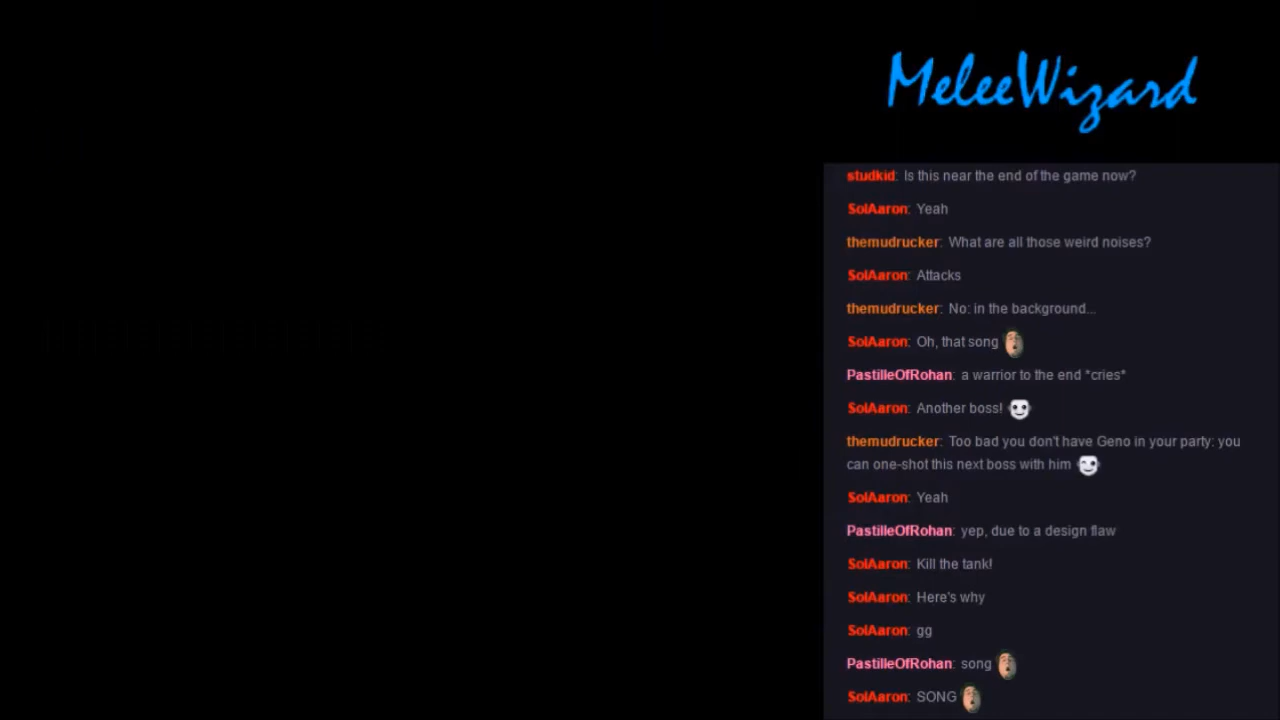 MeleeWizard
studkid: Is this near the end of the game now?
SolAaron: Yeah
themudrucker: What are all those weird noises?
SolAaron: Attacks
themudrucker: No: in the background...
SolAaron: Oh, that song
PastilleOfRohan: a warrior to the end *cries*
SolAaron: Another boss!
themudrucker: Too bad you don't have Geno in your party: you
can one-shot this next boss with him
SolAaron: Yeah
PastilleOfRohan: yep, due to a design flaw
SolAaron: Kill the tank!
SolAaron: Here's why
SolAaron: gg
PastilleOfRohan: song
SolAaron: SONG